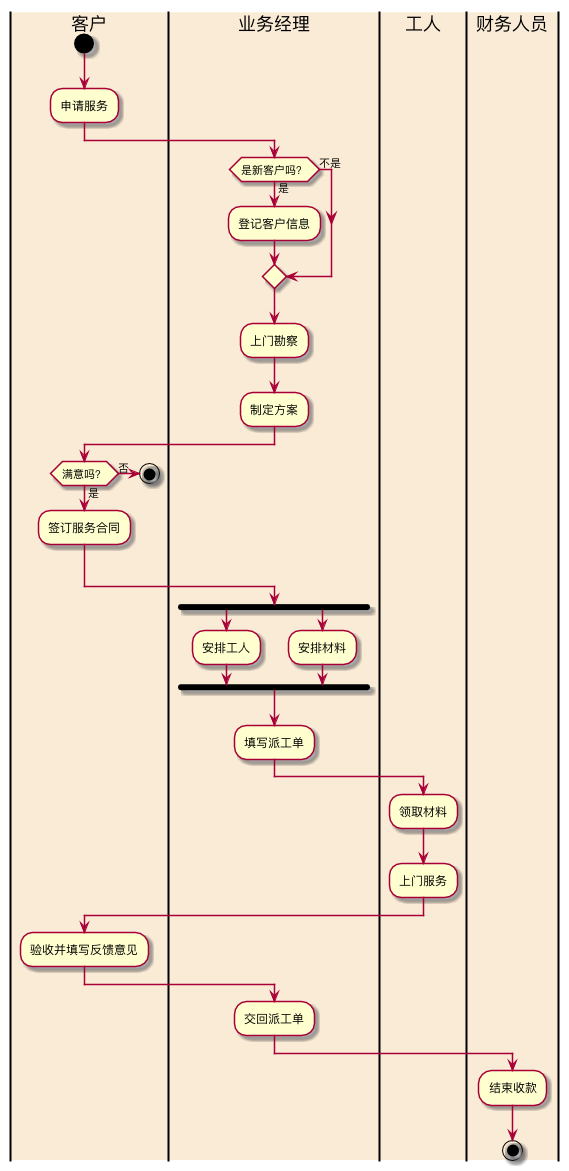 客户
业务经理
工人
财务人员
申请服务
是新客户吗?
不是
是
登记客户信息
上门勘察
制定方案
满意吗?
否
是
签订服务合同
安排工人
安排材料
填写派工单
领取材料
上门服务
验收并填写反馈意见
交回派工单
结束收款